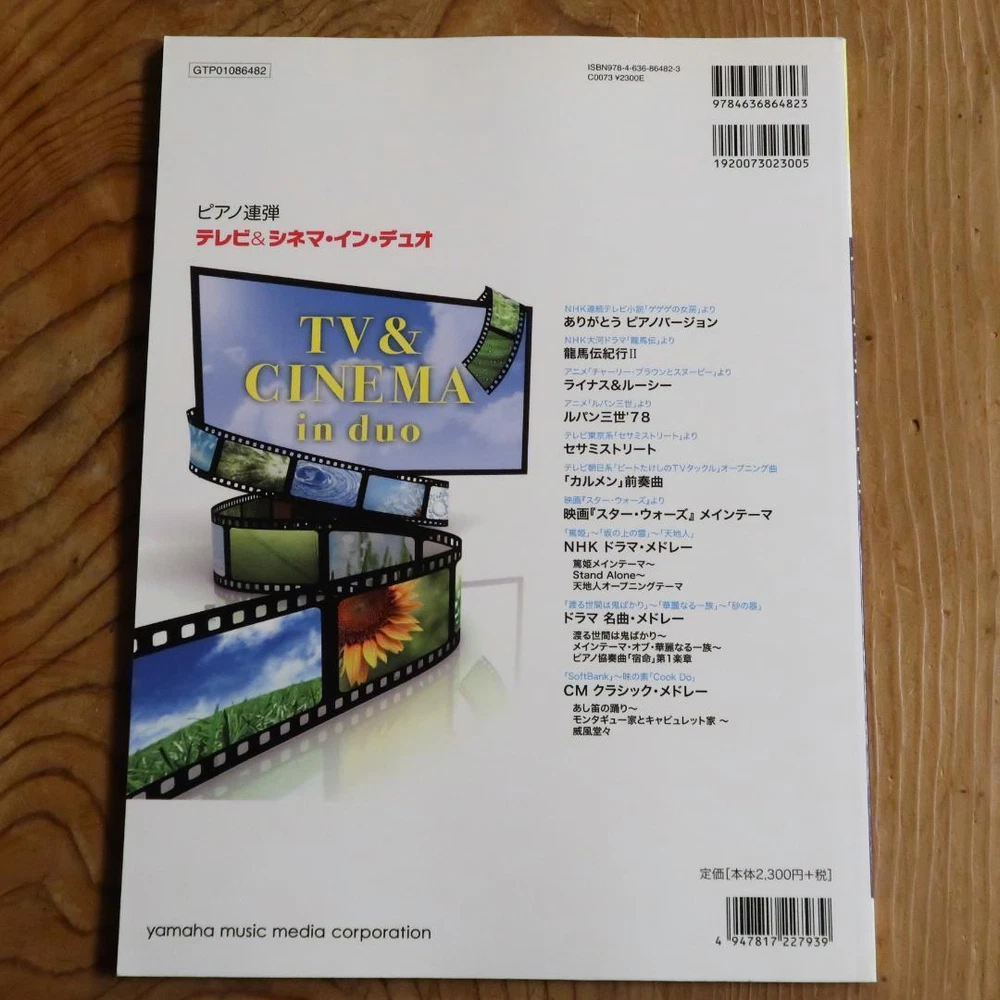 GTP01086482
ISBN978-4-636-86482-3
C0073 ¥2300E
9784636864823
1920073023005
ピアノ連弾
テレビ&シネマ・イン・デュオ
TV &
CINEMA
in duo
NHK連続テレビ小説「ゲゲゲの女房」より
ありがとう ピアノバージョン
NHK大河ドラマ「龍馬伝」より
龍馬伝紀行II
アニメ「チャーリー・ブラウンとスヌーピー」より
ライナス&ルーシー
アニメ「ルパン三世」より
ルパン三世'78
テレビ東京系「セサミストリート」より
セサミストリート
テレビ朝日系「ビートたけしのTVタックル」オープニング曲
「カルメン」前奏曲
映画『スター・ウォーズ』より
映画『スター・ウォーズ』 メインテーマ
「篤姫」~「坂の上の雲」~「天地人」
NHK ドラマ・メドレー
篤姫メインテーマ~
Stand Alone~
天地人オープニングテーマ
「渡る世間は鬼ばかり」~「華麗なる一族」~「砂の器」
ドラマ 名曲・メドレー
渡る世間は鬼ばかり~
メインテーマ・オブ・華麗なる一族~
ピアノ協奏曲「宿命」第1楽章
「SoftBank」~味の素「Cook Do」
CM クラシック・メドレー
あし笛の踊り~
モンタギュー家とキャピュレット家 ~
威風堂々
定価[本体2,300円+税]
yamaha music media corporation
4 947817 227939